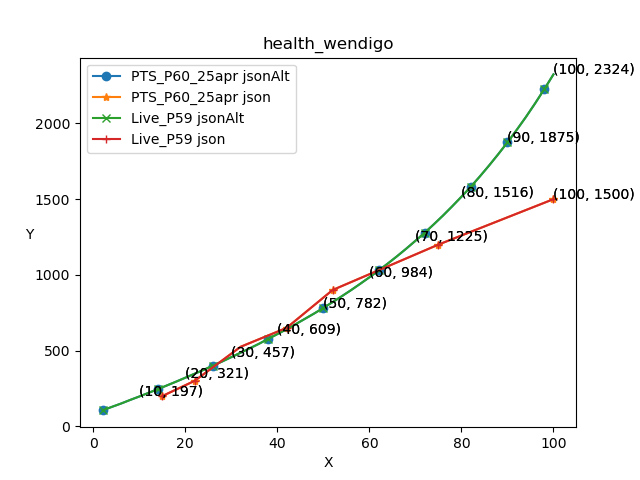 health_wendigo
PTS_P60_25apr jsonAlt
PTS_P60_25apr json
Live_P59 jsonAlt
Live_P59 json
(100, 2324)
(90, 1875)
(80, 1516)
(100, 1500)
(70, 1225)
(60, 984)
(50, 782)
(40, 609)
(30, 457)
(20, 321)
(10, 197)
Y
2000
1500
1000
500
0
0 20 40 60 80 100
X